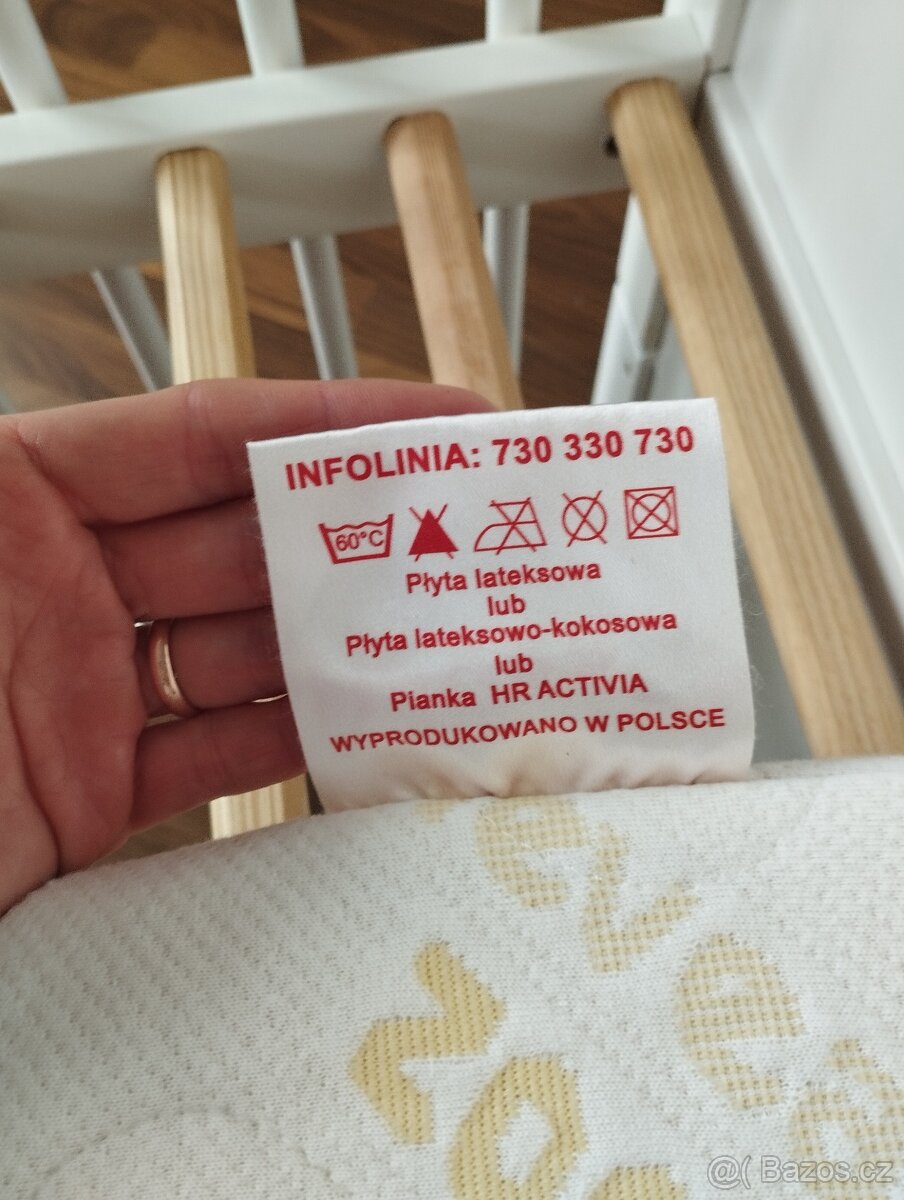 INFOLINIA: 730 330 730
60°C
Płyta lateksowa
lub
Płyta lateksowo-kokosowa
lub
Pianka HR ACTIVIA
WYPRODUKOWANO W POLSCE
@( Bazos.cz